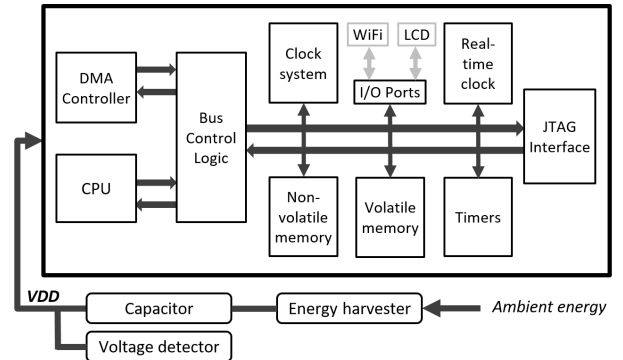 DMA
Controller
CPU
Bus
Control
Logic
Clock
system
WiFi
LCD
I/O Ports
Real-
time
clock
JTAG
Interface
Non-
volatile
memory
Volatile
memory
Timers
VDD
Capacitor
Energy harvester
Ambient energy
Voltage detector